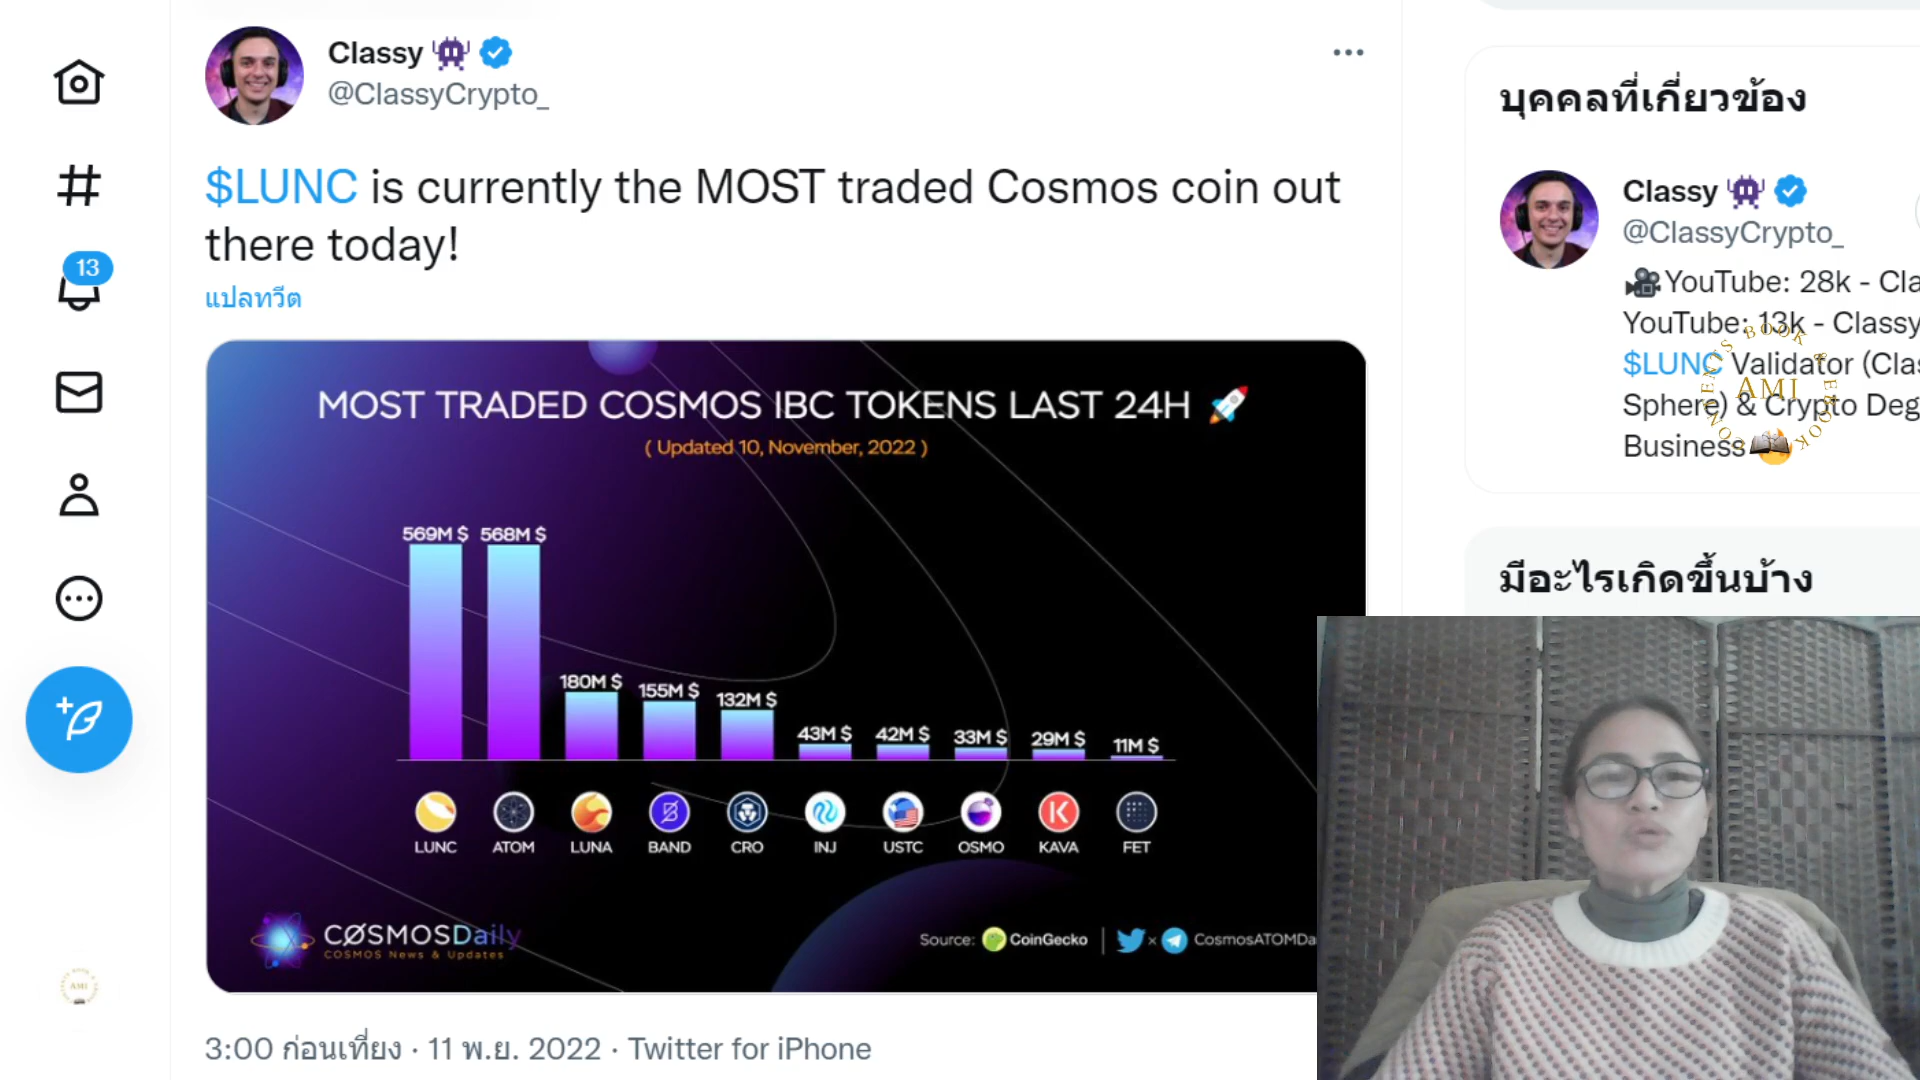 Classy
@ClassyCrypto_
$LUNC is currently the MOST traded Cosmos coin out
there today!
แปลทวีต
MOST TRADED COSMOS IBC TOKENS LAST 24H
( Updated 10, November, 2022 )
569M $ 568M $ 180M $ 155M $ 132M $ 43M $ 42M $ 33M $ 29M $ 11M $
LUNC ATOM LUNA BAND CRO INJ USTC OSMO KAVA FET
CØSMOSDaily
COSMOS News & Updates
Source: CoinGecko | × CosmosATOMDa
3:00 ก่อนเที่ยง · 11 พ.ย. 2022 · Twitter for iPhone
13
AMI
บุคคลที่เกี่ยวข้อง
Classy
@ClassyCrypto_
YouTube: 28k - Cla
YouTube: 13k - Classy
$LUNC Validator (Clas
Sphere) & Crypto Deg
Business
AMI
มีอะไรเกิดขึ้นบ้าง